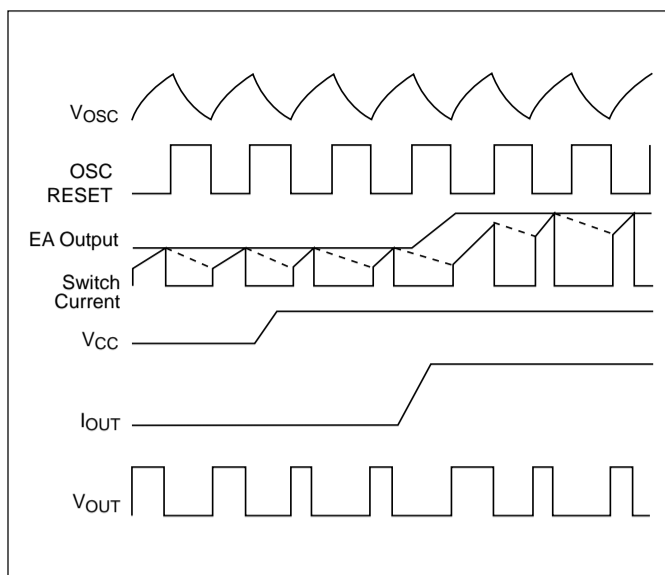 VOSC
OSC
RESET
EA Output
Switch
Current
VCC
IOUT
VOUT